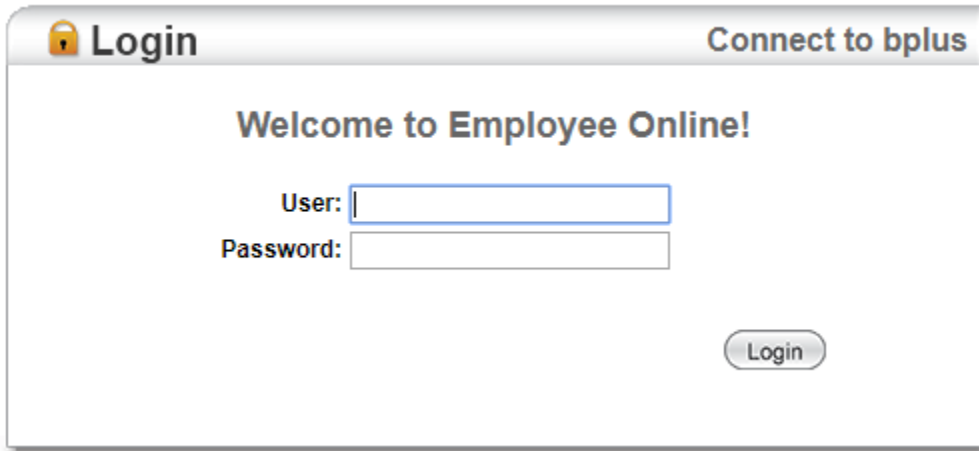 Login
Connect to bplus
Welcome to Employee Online!
User:
Password:
Login